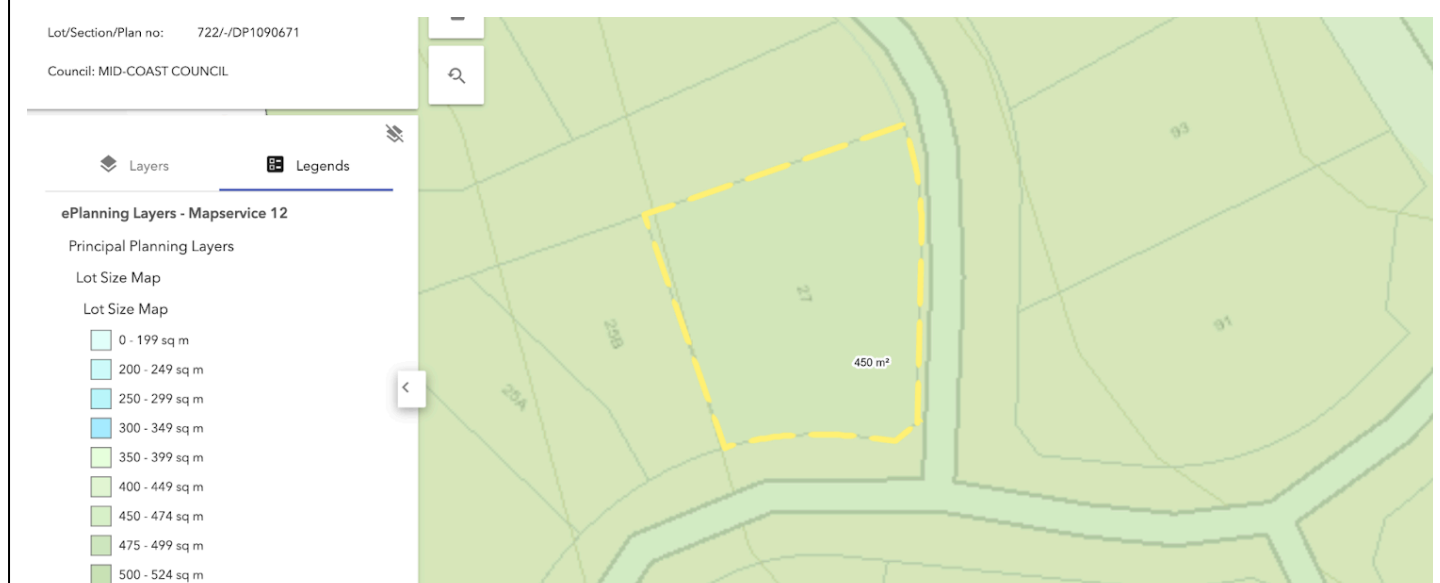 Lot/Section/Plan no: 722/-/DP1090671
Council: MID-COAST COUNCIL
Layers
Legends
ePlanning Layers - Mapservice 12
Principal Planning Layers
Lot Size Map
Lot Size Map
0 - 199 sq m
200 - 249 sq m
250 - 299 sq m
300 - 349 sq m
350 - 399 sq m
400 - 449 sq m
450 - 474 sq m
475 - 499 sq m
500 - 524 sq m
93
27
25B
91
450 m²
25A